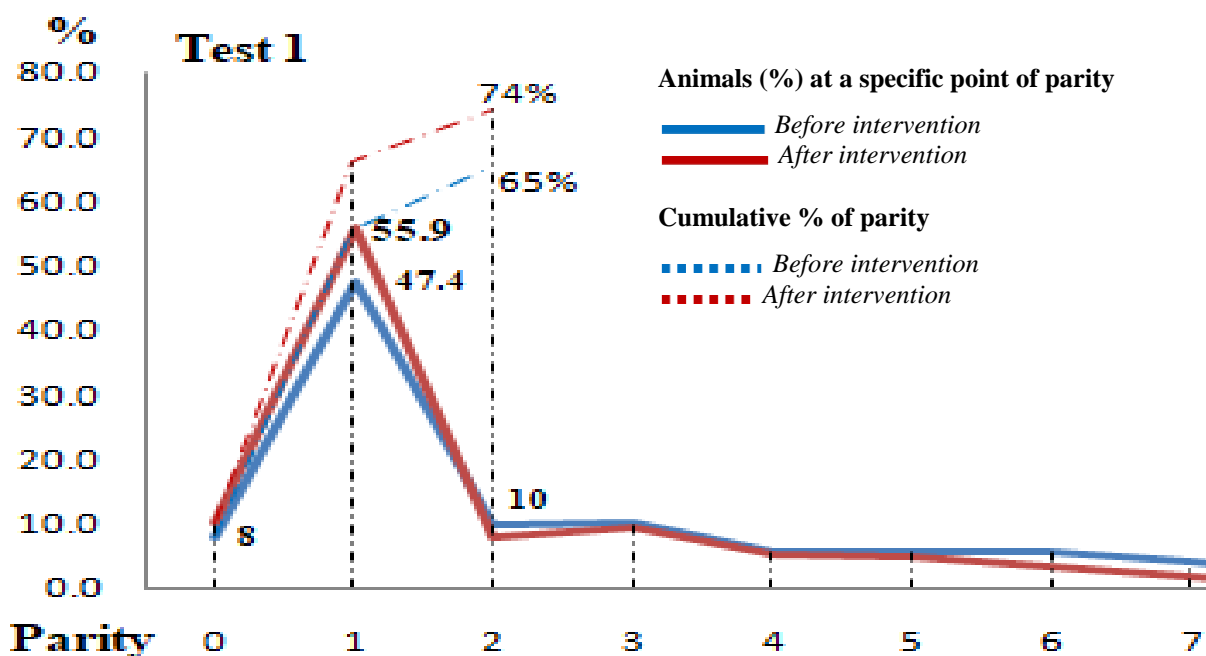 %
Test 1
80.0
70.0
60.0
50.0
40.0
30.0
20.0
10.0
0.0
74%
65%
55.9
47.4
10
8
Parity 0 1 2 3 4 5 6 7
Animals (%) at a specific point of parity
Before intervention
After intervention
Cumulative % of parity
Before intervention
After intervention